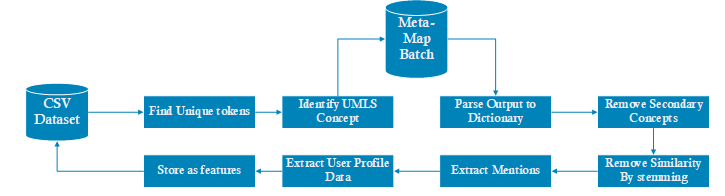 Meta-
Map
Batch
CSV
Dataset
Find Unique tokens
Identify UMLS
Concept
Parse Output to
Dictionary
Remove Secondary
Concepts
Store as features
Extract User Profile
Data
Extract Mentions
Remove Similarity
By stemming